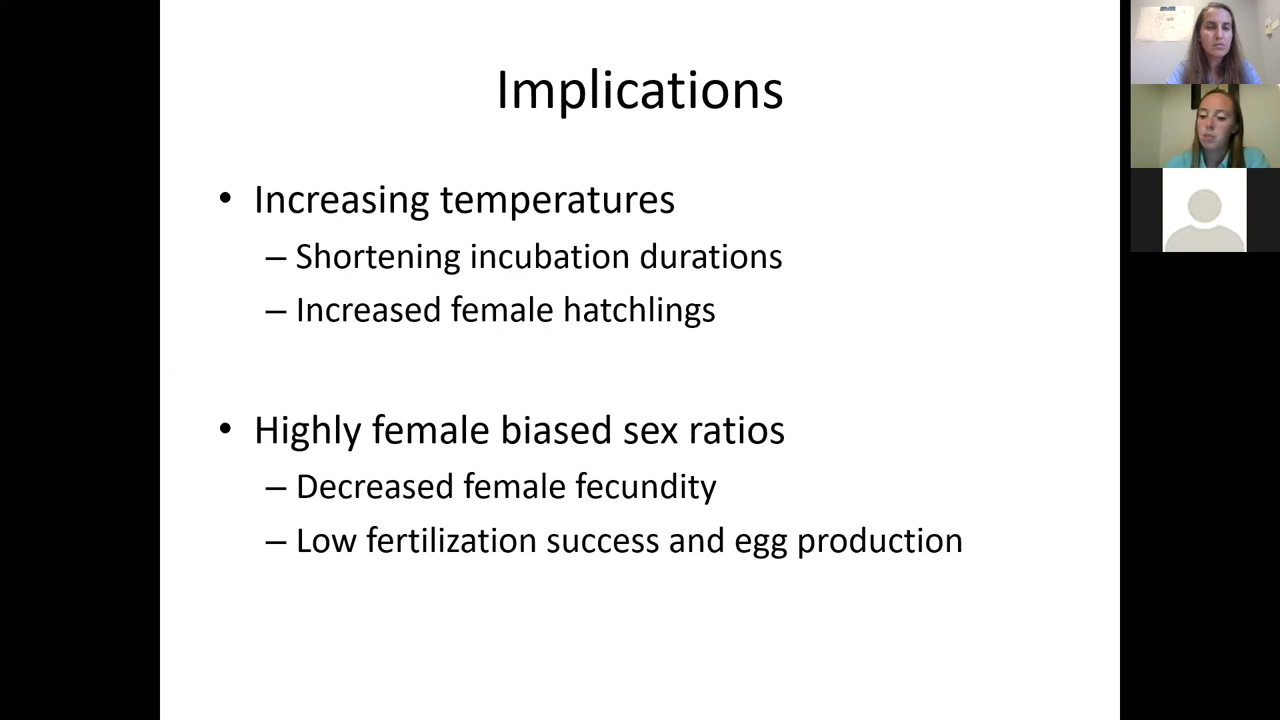 Implications
• Increasing temperatures
– Shortening incubation durations
– Increased female hatchlings
• Highly female biased sex ratios
– Decreased female fecundity
– Low fertilization success and egg production